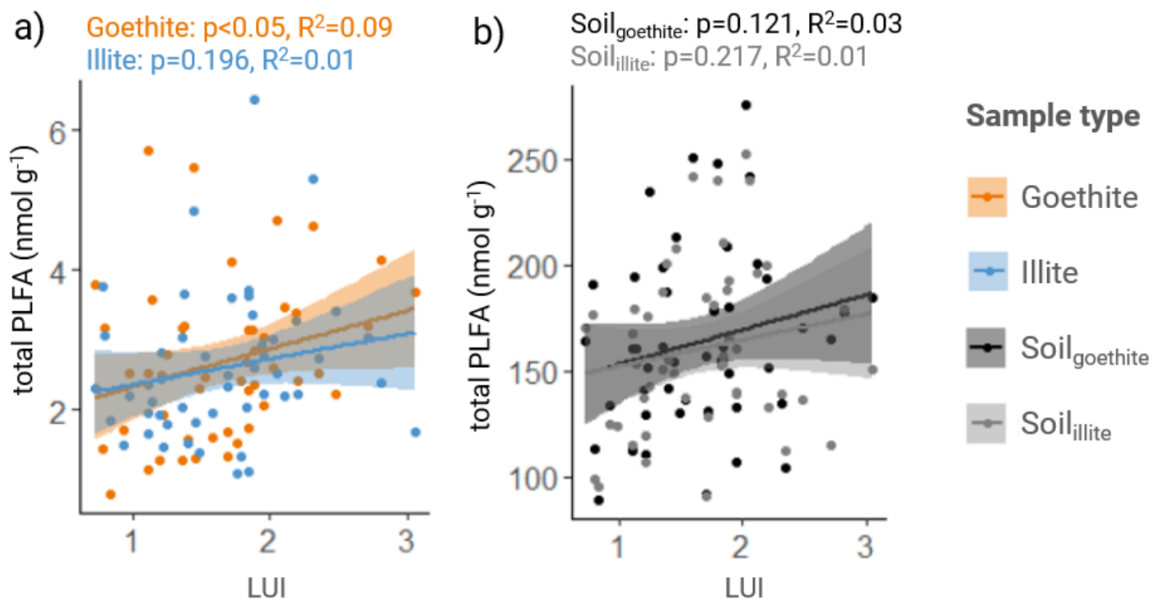 a)
Goethite: p<0.05, R²=0.09
Illite: p=0.196, R²=0.01
total PLFA (nmol g⁻¹)
6
4
2
1 2 3
LUI
b)
Soilgoethite: p=0.121, R²=0.03
Soilillite: p=0.217, R²=0.01
total PLFA (nmol g⁻¹)
250
200
150
100
1 2 3
LUI
Sample type
Goethite
Illite
Soilgoethite
Soilillite